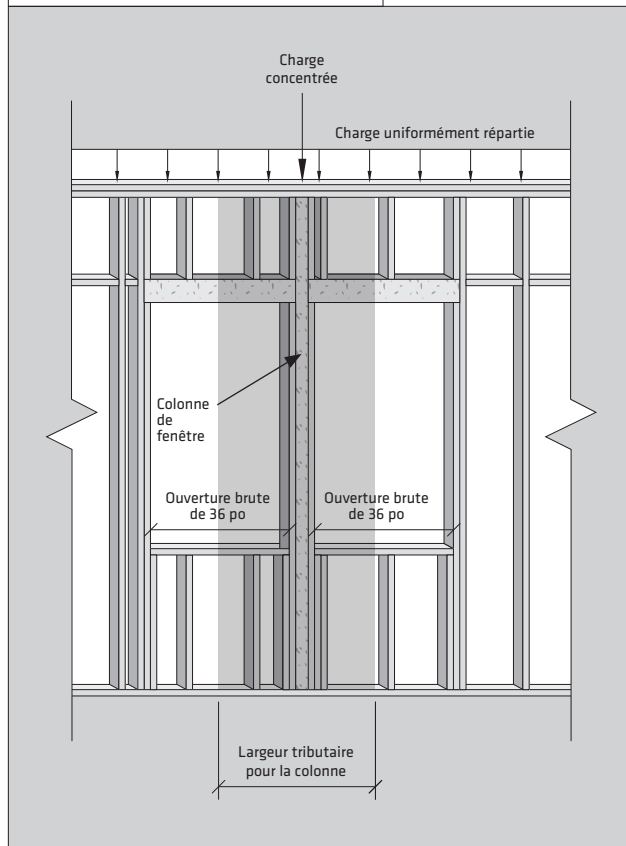 Charge
concentrée
Charge uniformément répartie
Colonne
de
fenêtre
Ouverture brute
de 36 po
Ouverture brute
de 36 po
Largeur tributaire
pour la colonne